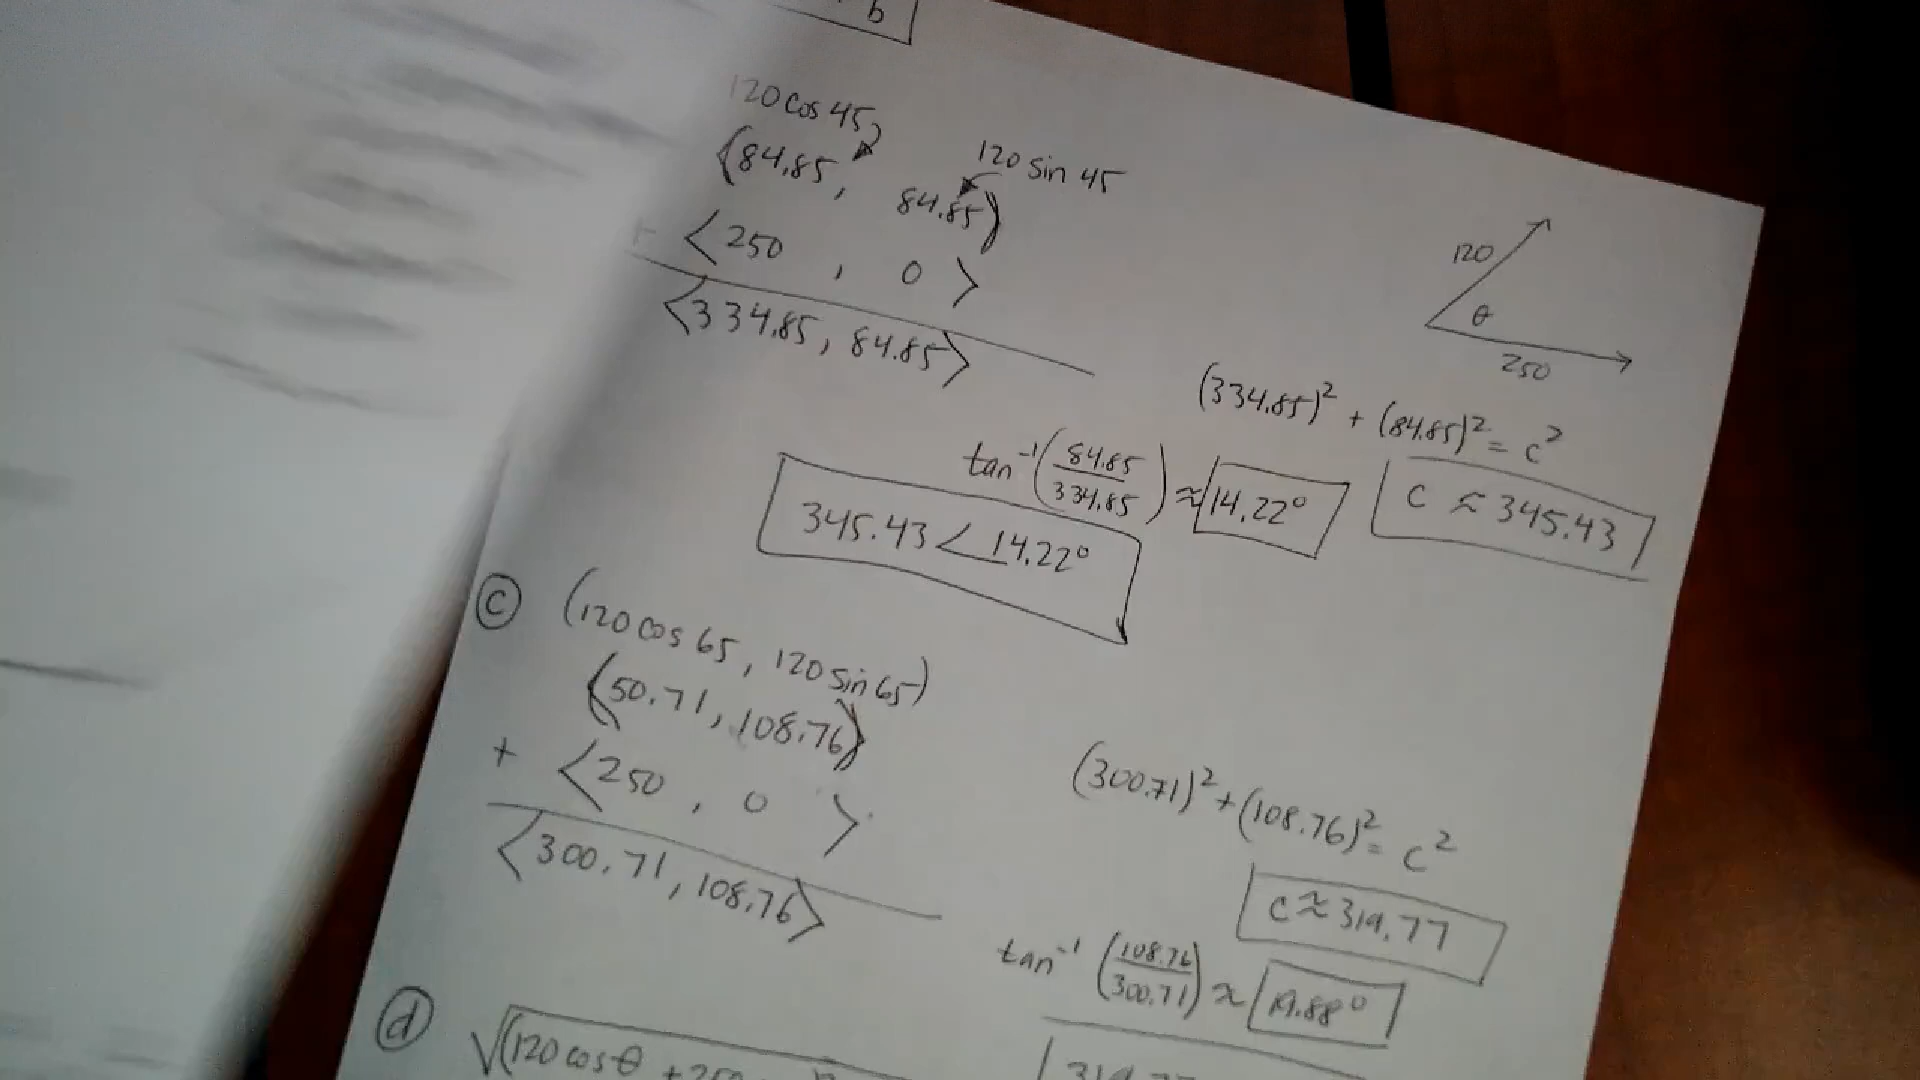 b
120 cos 45
⟨84.85, 84.85⟩
120 sin 45
+ ⟨250, 0⟩
⟨334.85, 84.85⟩
120
θ
250
(334.85)² + (84.85)² = c²
tan⁻¹(84.85/334.85) ≈ 14.22°
c ≈ 345.43
345.43 ∠ 14.22°
ⓒ (120 cos 65, 120 sin 65)
⟨50.71, 108.76⟩
+ ⟨250, 0⟩
⟨300.71, 108.76⟩
(300.71)² + (108.76)² = c²
c ≈ 319.77
tan⁻¹(108.76/300.71) ≈ 19.88°
ⓓ √(120 cos θ + 250